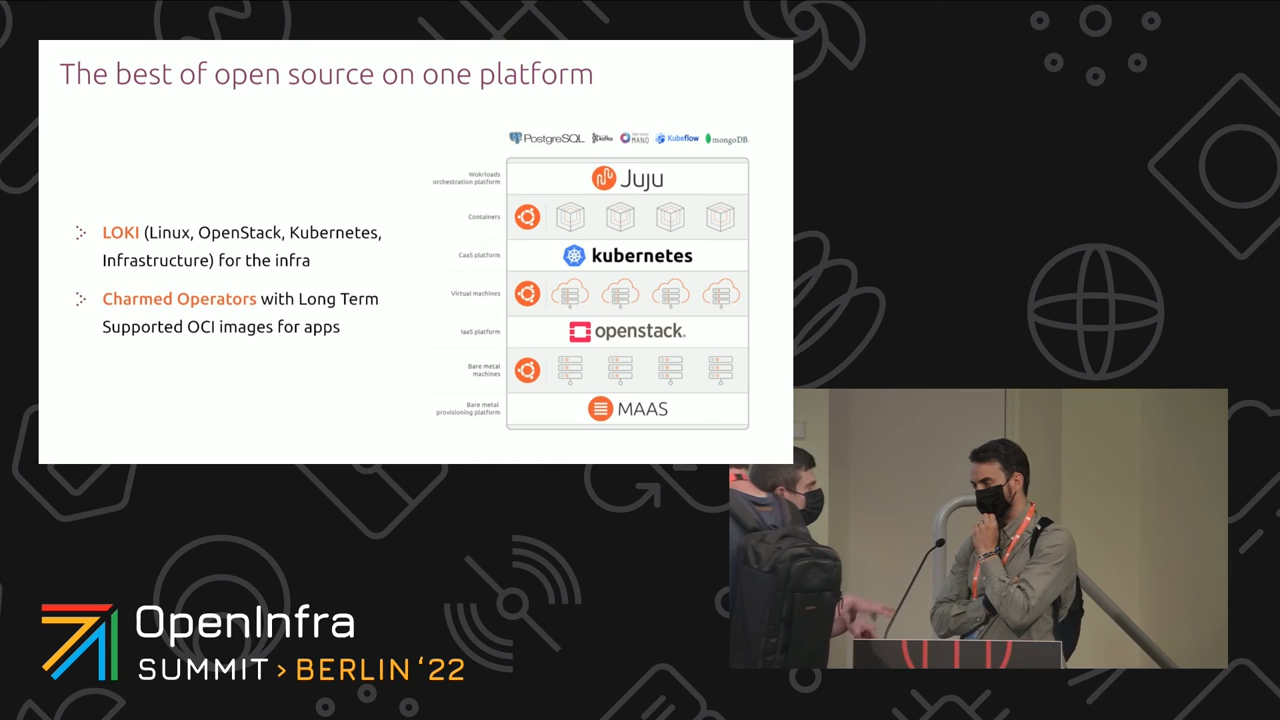 The best of open source on one platform
LOKI (Linux, OpenStack, Kubernetes,
Infrastructure) for the infra
Charmed Operators with Long Term
Supported OCI images for apps
PostgreSQL
kafka
MANO
Kubeflow
mongoDB
Wokrloads
orchestration platform
Juju
Containers
CaaS platform
kubernetes
Virtual machines
IaaS platform
openstack.
Bare metal
machines
Bare metal
provisioning platform
MAAS
OpenInfra
SUMMIT > BERLIN '22